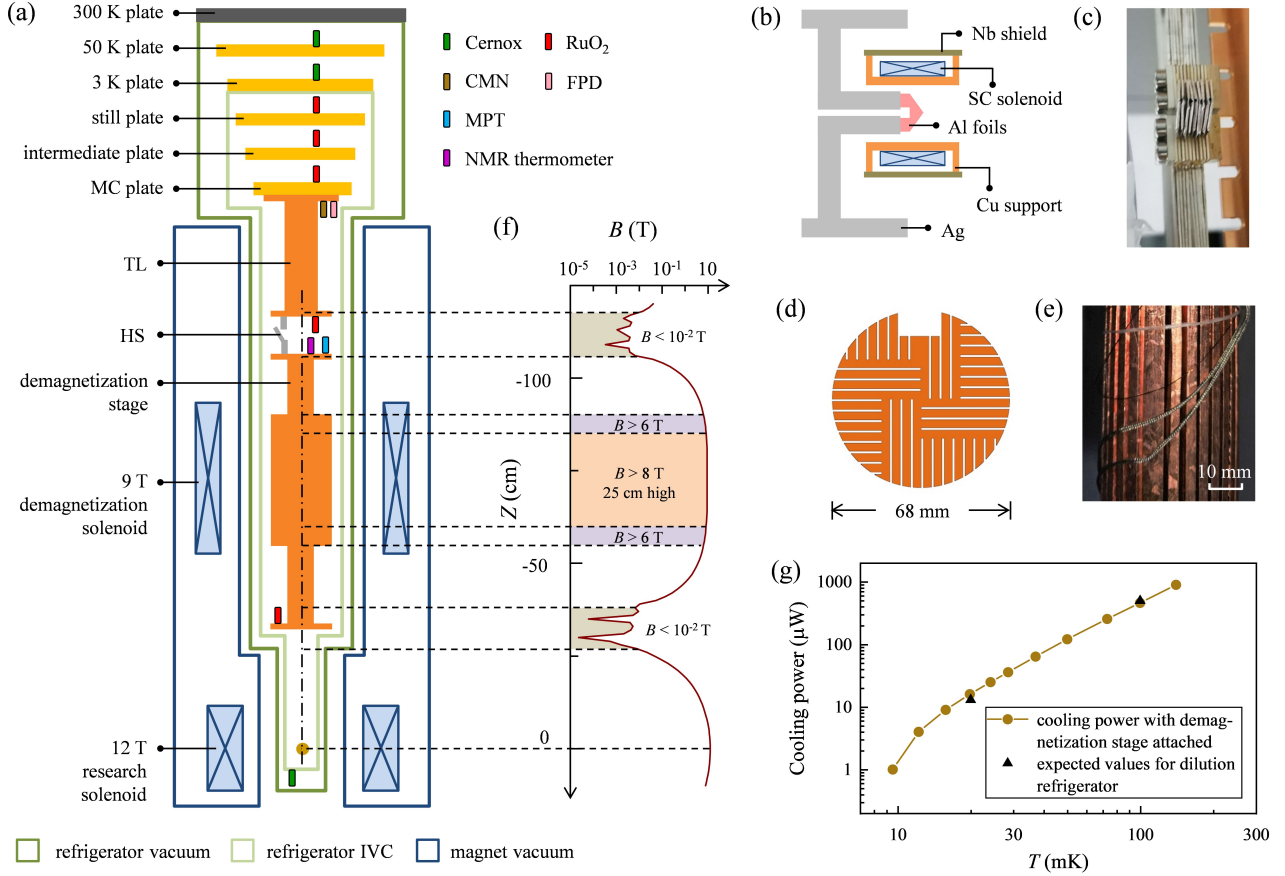 (a)
300 K plate
50 K plate
3 K plate
still plate
intermediate plate
MC plate
TL
HS
demagnetization
stage
9 T
demagnetization
solenoid
12 T
research
solenoid
Cernox
RuO₂
CMN
FPD
MPT
NMR thermometer
refrigerator vacuum
refrigerator IVC
magnet vacuum
(f)
B (T)
10⁻⁵ 10⁻³ 10⁻¹ 10
B < 10⁻² T
-100
B > 6 T
B > 8 T
25 cm high
Z (cm)
B > 6 T
-50
B < 10⁻² T
0
(b)
Nb shield
SC solenoid
Al foils
Cu support
Ag
(c)
(d)
68 mm
(e)
10 mm
(g)
Cooling power (µW)
1000
100
10
1
cooling power with demag-
netization stage attached
expected values for dilution
refrigerator
10 30 100 300
T (mK)